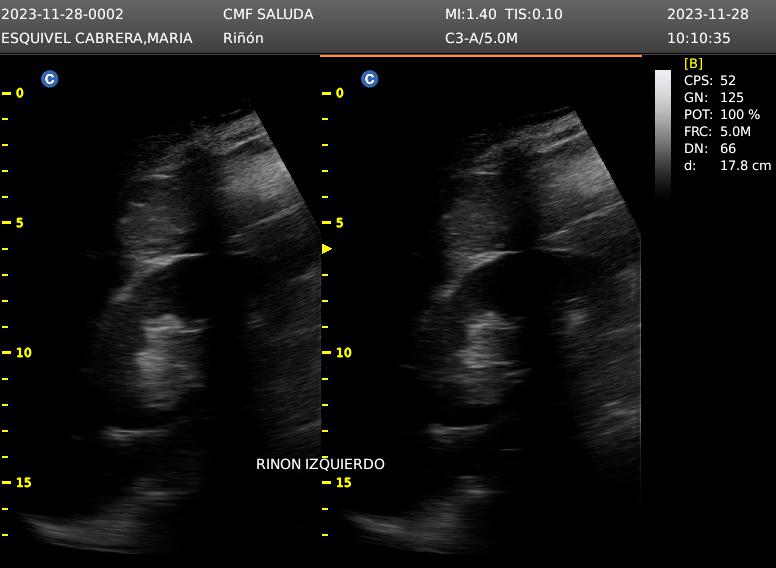 2023-11-28-0002 CMF SALUDA MI:1.40 TIS:0.10 2023-11-28
ESQUIVEL CABRERA,MARIA Riñón C3-A/5.0M 10:10:35
[B]
C C
CPS: 52
0 0
GN: 125
POT: 100 %
FRC: 5.0M
DN: 66
d: 17.8 cm
5 5
10 10
RINON IZQUIERDO
15 15